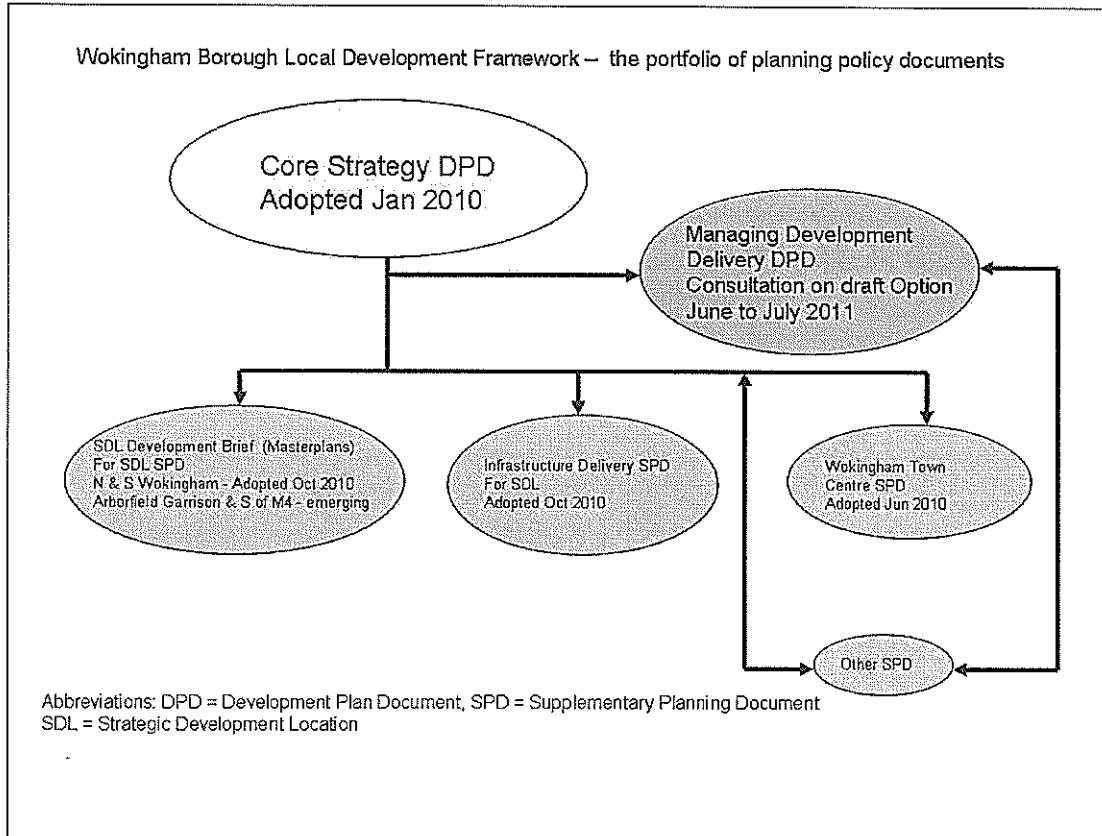 Wokingham Borough Local Development Framework – the portfolio of planning policy documents
Core Strategy DPD
Adopted Jan 2010
Managing Development
Delivery DPD
Consultation on draft Option
June to July 2011
SDL Development Brief (Masterplans)
For SDL SPD
N & S Wokingham - Adopted Oct 2010
Arborfield Garrison & S of M4 - emerging
Infrastructure Delivery SPD
For SDL
Adopted Oct 2010
Wokingham Town
Centre SPD
Adopted Jun 2010
Other SPD
Abbreviations: DPD = Development Plan Document, SPD = Supplementary Planning Document
SDL = Strategic Development Location